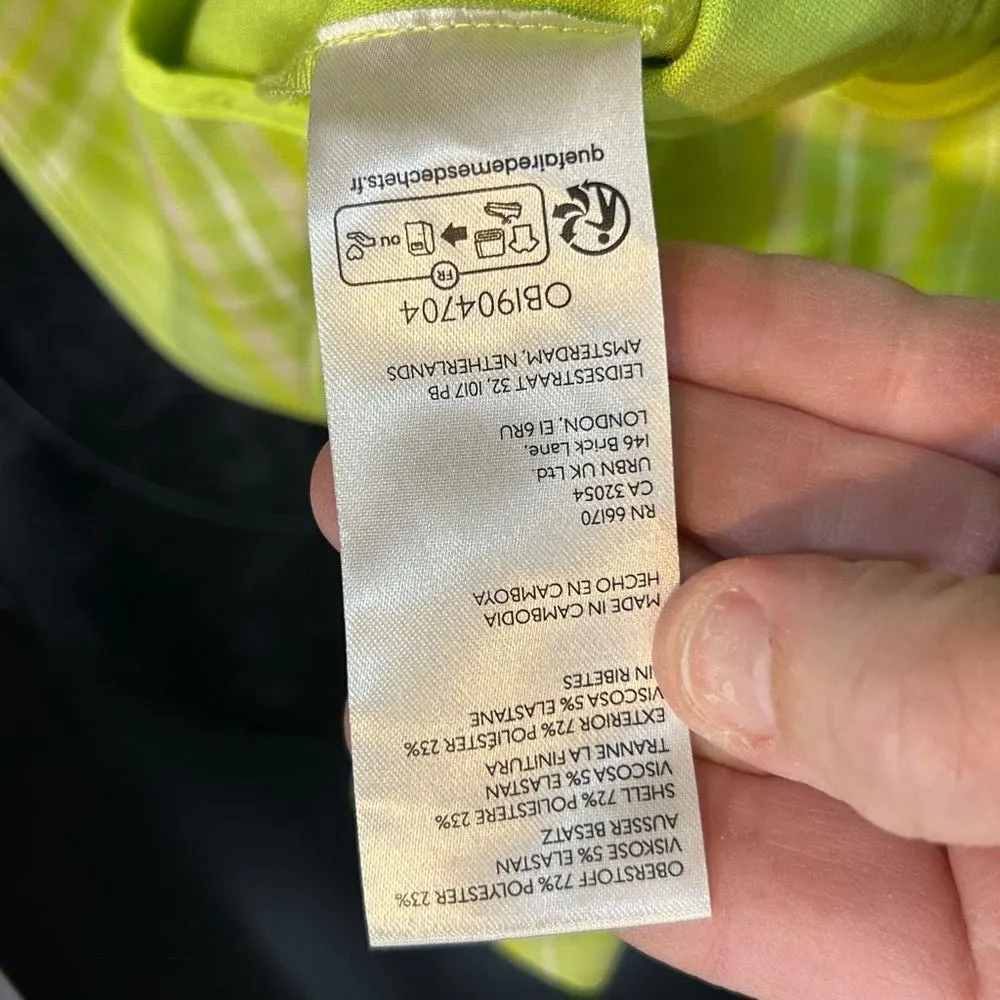 OBERSTOFF 72% POLYESTER 23%
VISKOSE 5% ELASTAN
AUSSER BESATZ
SHELL 72% POLIESTERE 23%
VISCOSA 5% ELASTAN
TRANNE LA FINITURA
EXTERIOR 72% POLIÉSTER 23%
VISCOSA 5% ELASTANE
IN RIBETES
MADE IN CAMBODIA
HECHO EN CAMBOYA
RN 66170
CA 32054
URBN UK Ltd.
146 Brick Lane,
LONDON, E1 6RU
LEIDSESTRAAT 32, 1017 PB
AMSTERDAM, NETHERLANDS
OB1904704
FR
ou
quefairedemesdechets.fr